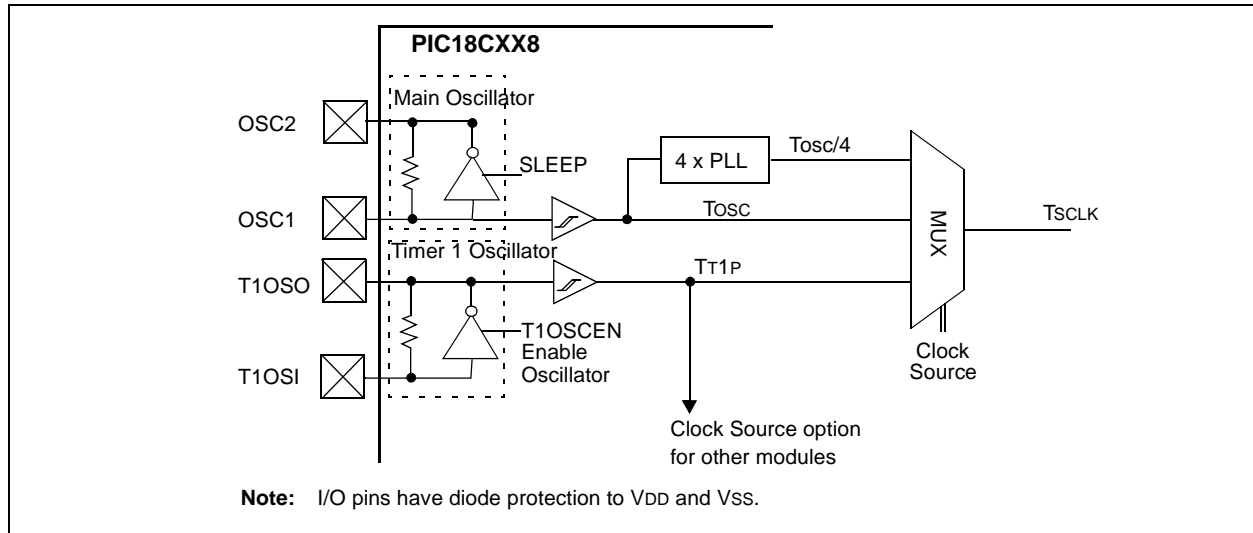 PIC18CXX8
Main Oscillator
OSC2
Tosc/4
4 x PLL
SLEEP
TOSC
OSC1
MUX
TSCLK
Timer 1 Oscillator
TT1P
T1OSO
T1OSCEN
Enable
Oscillator
Clock
Source
T1OSI
Clock Source option
for other modules
Note: I/O pins have diode protection to VDD and VSS.